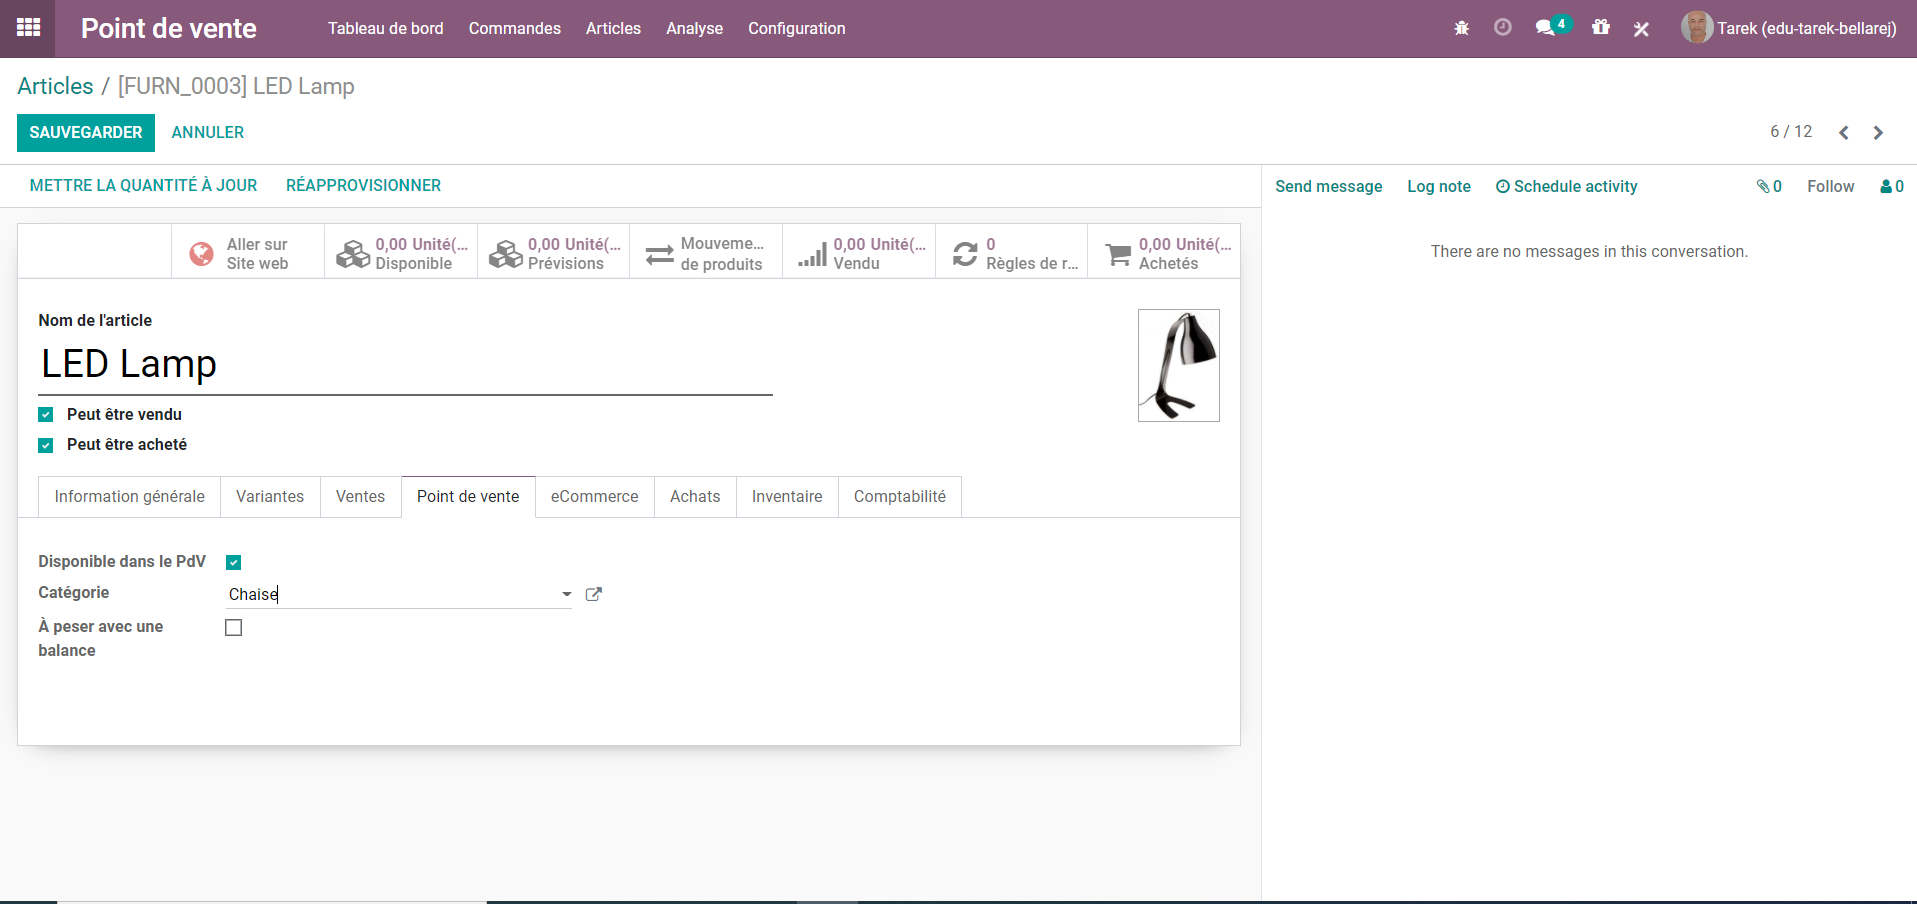 Point de vente
Tableau de bord
Commandes
Articles
Analyse
Configuration
4
Tarek (edu-tarek-bellarej)
Articles / [FURN_0003] LED Lamp
SAUVEGARDER
ANNULER
6 / 12
METTRE LA QUANTITÉ À JOUR
RÉAPPROVISIONNER
Send message
Log note
Schedule activity
0
Follow
0
Aller sur
Site web
0,00 Unité(...
Disponible
0,00 Unité(...
Prévisions
Mouveme...
de produits
0,00 Unité(...
Vendu
0
Règles de r...
0,00 Unité(...
Achetés
There are no messages in this conversation.
Nom de l'article
LED Lamp
Peut être vendu
Peut être acheté
Information générale
Variantes
Ventes
Point de vente
eCommerce
Achats
Inventaire
Comptabilité
Disponible dans le PdV
Catégorie
Chaise
À peser avec une
balance